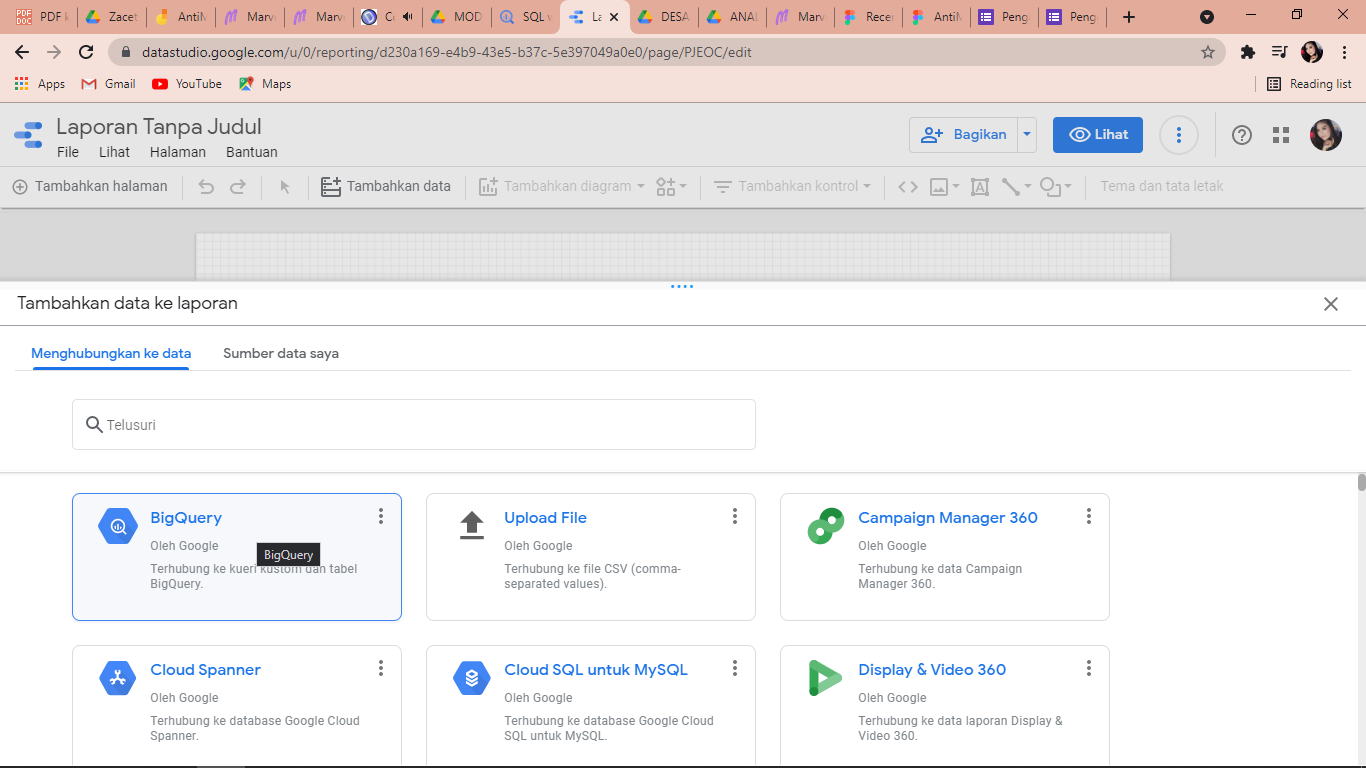 PDF DOC PDF k
Zacet
AntiM
Marv
Marv
C
MOD
SQL v
La
DESA
ANAL
Marv
Recer
AntiM
Peng
Peng
datastudio.google.com/u/0/reporting/d230a169-e4b9-43e5-b37c-5e397049a0e0/page/PJEOC/edit
Apps Gmail YouTube Maps Reading list
Laporan Tanpa Judul
File Lihat Halaman Bantuan
Bagikan Lihat
Tambahkan halaman Tambahkan data Tambahkan diagram Tambahkan kontrol Tema dan tata letak
Tambahkan data ke laporan
Menghubungkan ke data Sumber data saya
Telusuri
BigQuery
Oleh Google
BigQuery
Terhubung ke kueri kustom dan tabel
BigQuery.
Upload File
Oleh Google
Terhubung ke file CSV (comma-
separated values).
Campaign Manager 360
Oleh Google
Terhubung ke data Campaign
Manager 360.
Cloud Spanner
Oleh Google
Terhubung ke database Google Cloud
Spanner.
Cloud SQL untuk MySQL
Oleh Google
Terhubung ke database Google Cloud
SQL untuk MySQL.
Display & Video 360
Oleh Google
Terhubung ke data laporan Display &
Video 360.